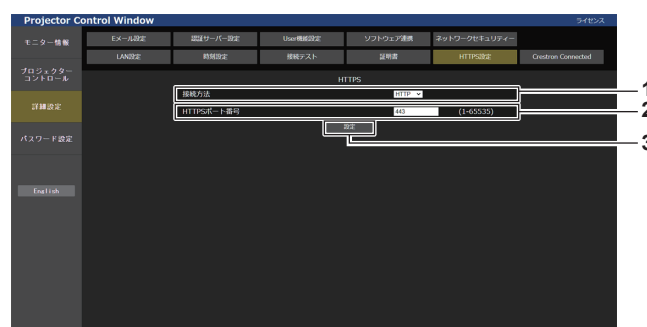 Projector Control Window
ライセンス
モニター情報
プロジェクター
コントロール
詳細設定
パスワード設定
English
Eメール設定
認証サーバー設定
User機能設定
ソフトウェア連携
ネットワークセキュリティー
LAN設定
時刻設定
接続テスト
証明書
HTTPS設定
Crestron Connected
HTTPS
接続方法
HTTP
1
HTTPSポート番号
443
(1-65535)
2
設定
3